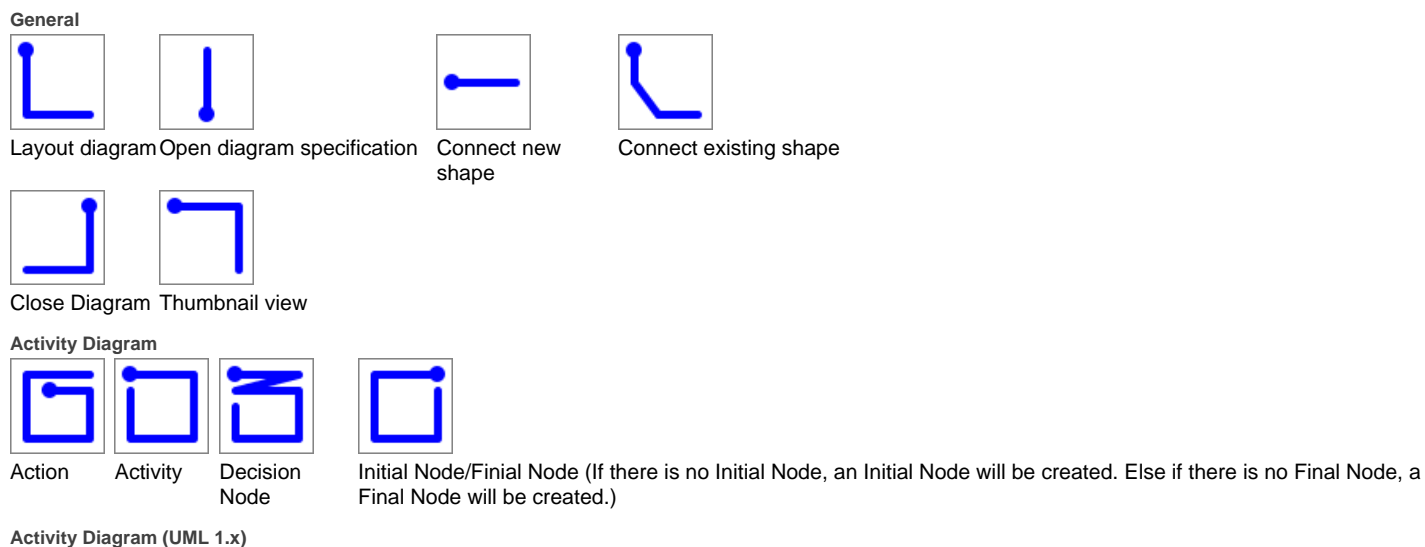 General
Layout diagram Open diagram specification Connect new Connect existing shape
shape
Close Diagram Thumbnail view
Activity Diagram
Action Activity Decision Initial Node/Finial Node (If there is no Initial Node, an Initial Node will be created. Else if there is no Final Node, a
Node Final Node will be created.)
Activity Diagram (UML 1.x)